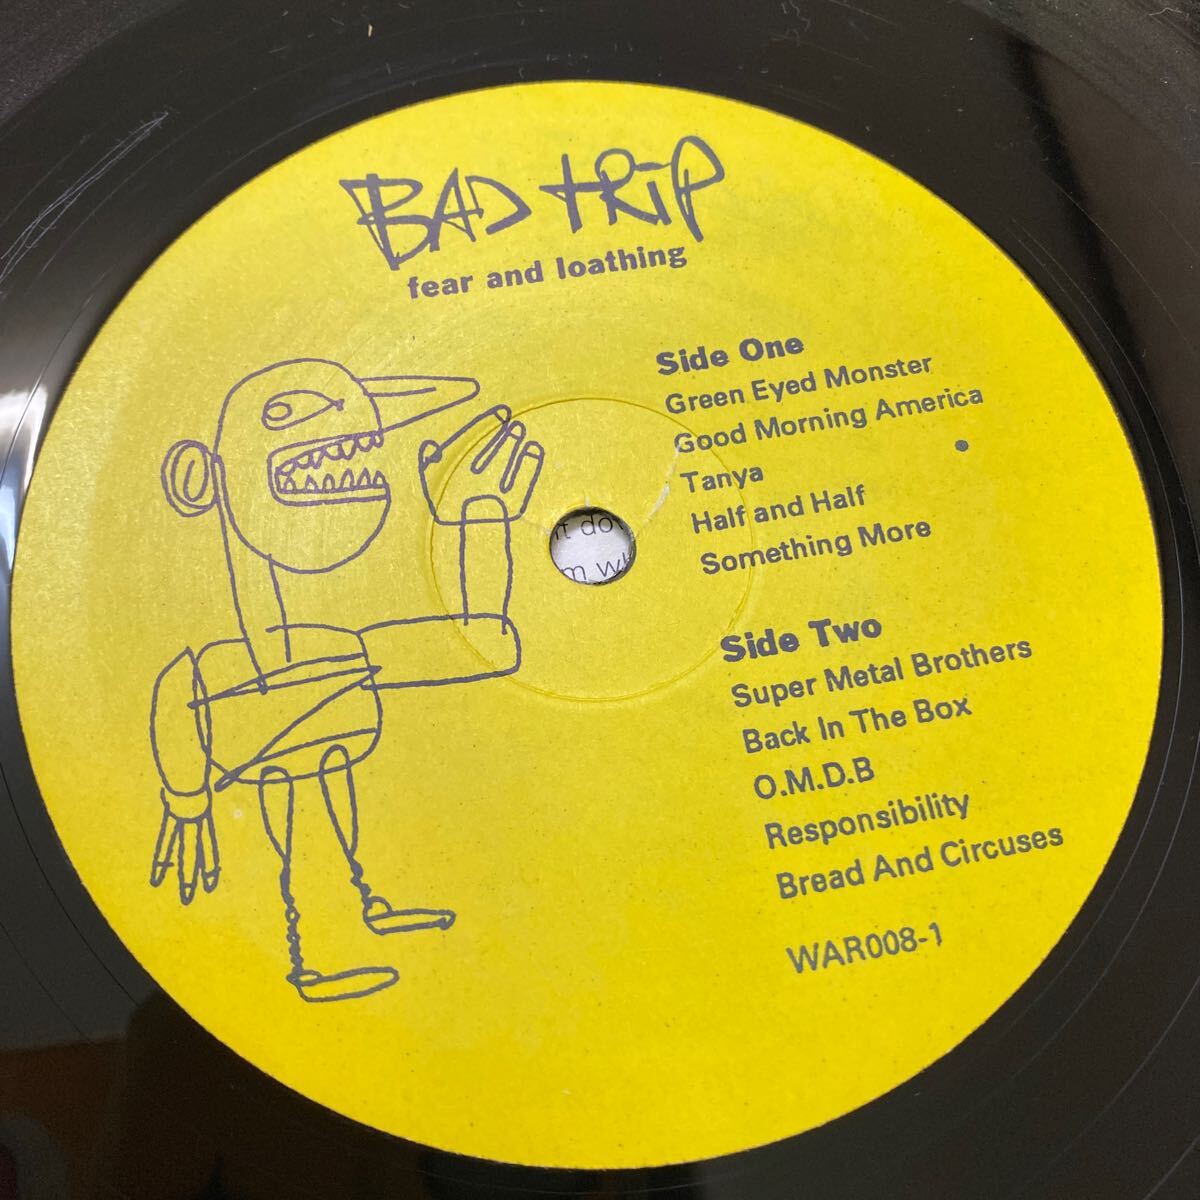 BAD TRIP
fear and loathing
Side One
Green Eyed Monster
Good Morning America
Tanya
Half and Half
Something More
Side Two
Super Metal Brothers
Back In The Box
O.M.D.B
Responsibility
Bread And Circuses
WAR008-1